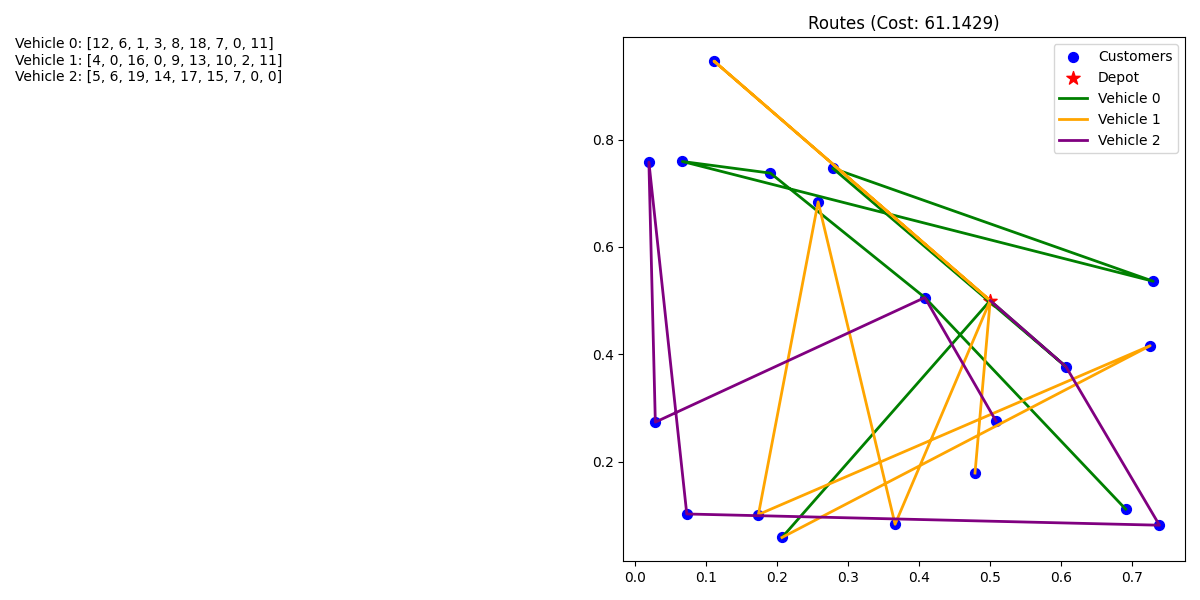 Vehicle 0: [12, 6, 1, 3, 8, 18, 7, 0, 11]
Vehicle 1: [4, 0, 16, 0, 9, 13, 10, 2, 11]
Vehicle 2: [5, 6, 19, 14, 17, 15, 7, 0, 0]
Routes (Cost: 61.1429)
Customers
Depot
Vehicle 0
Vehicle 1
Vehicle 2
0.8
0.6
0.4
0.2
0.0 0.1 0.2 0.3 0.4 0.5 0.6 0.7